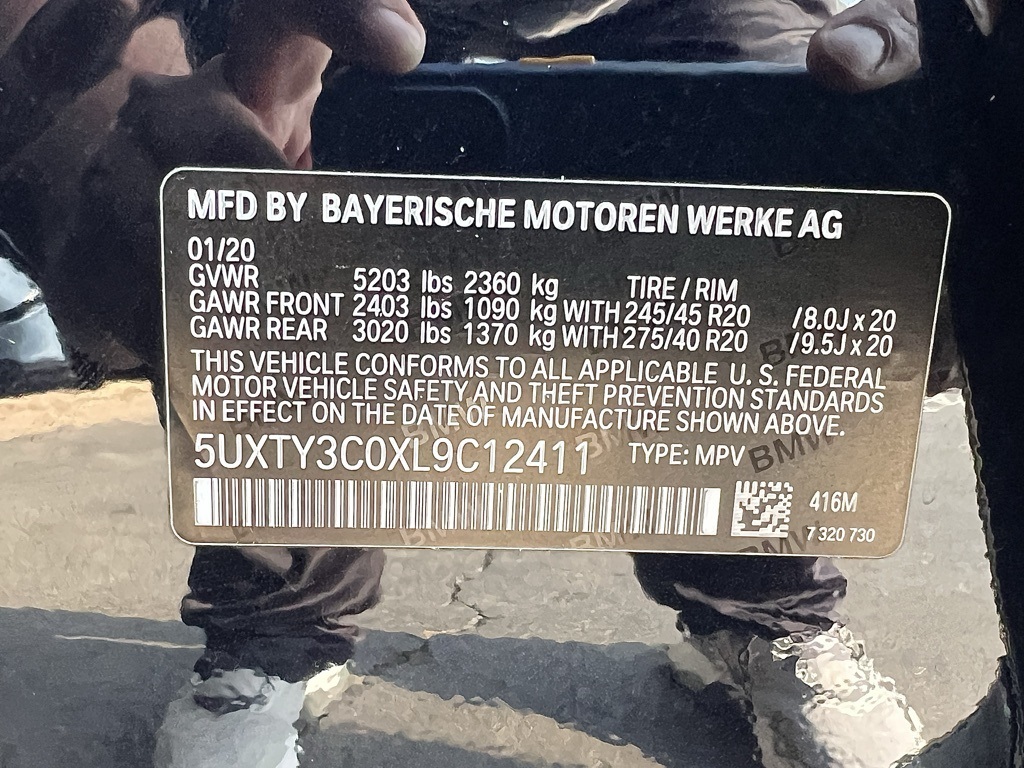 MFD BY BAYERISCHE MOTOREN WERKE AG
01/20
GVWR 5203 lbs 2360 kg TIRE / RIM
GAWR FRONT 2403 lbs 1090 kg WITH 245/45 R20 /8.0J x 20
GAWR REAR 3020 lbs 1370 kg WITH 275/40 R20 /9.5J x 20
THIS VEHICLE CONFORMS TO ALL APPLICABLE U. S. FEDERAL
MOTOR VEHICLE SAFETY AND THEFT PREVENTION STANDARDS
IN EFFECT ON THE DATE OF MANUFACTURE SHOWN ABOVE.
5UXTY3C0XL9C12411 TYPE: MPV
BMW
416M
7 320 730